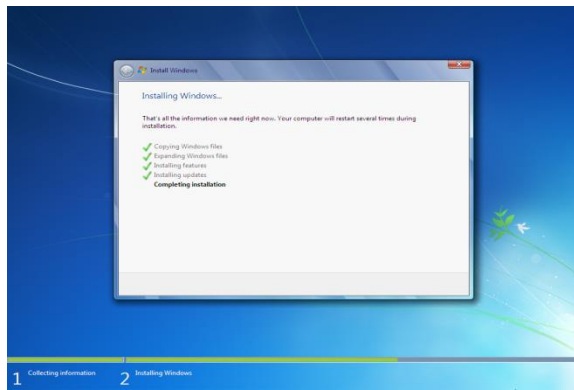 Install Windows
Installing Windows...
That's all the information we need right now. Your computer will restart several times during
installation.
Copying Windows files
Expanding Windows files
Installing features
Installing updates
Completing installation
1 Collecting information 2 Installing Windows